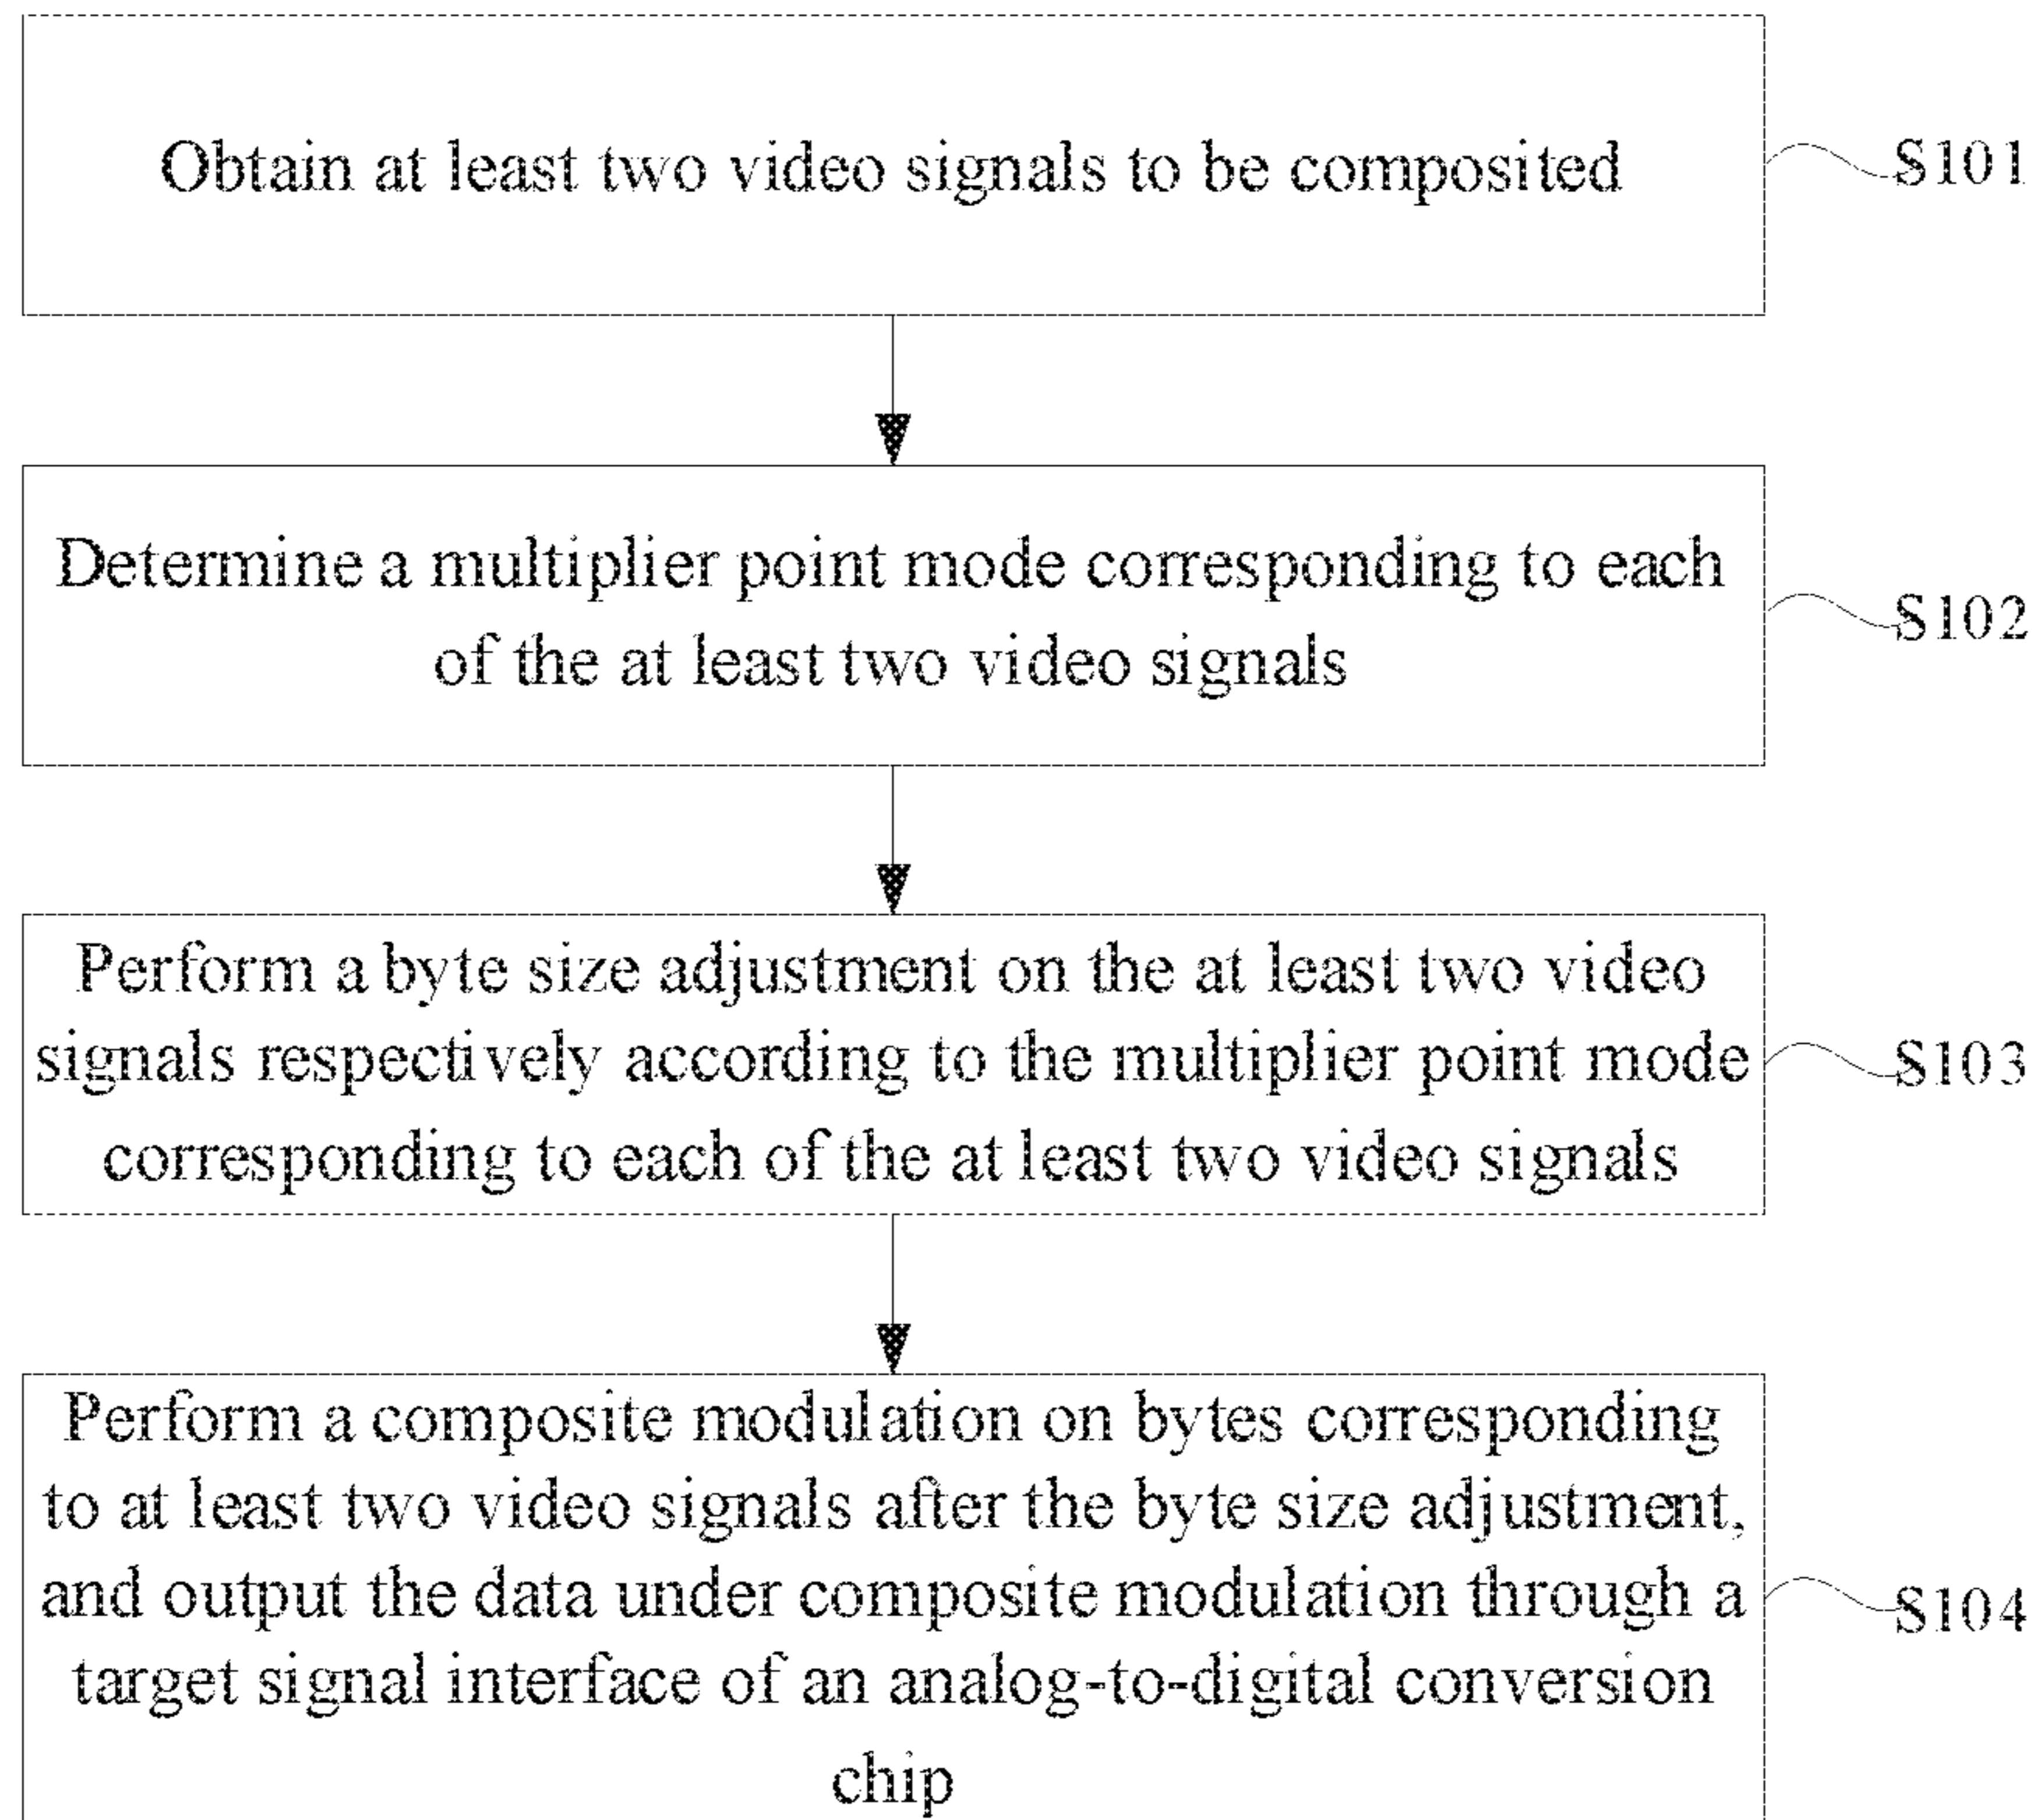 Obtain at least two video signals to be composited
S101
Determine a multiplier point mode corresponding to each
of the at least two video signals
S102
Perform a byte size adjustment on the at least two video
signals respectively according to the multiplier point mode
corresponding to each of the at least two video signals
S103
Perform a composite modulation on bytes corresponding
to at least two video signals after the byte size adjustment,
and output the data under composite modulation through a
target signal interface of an analog-to-digital conversion
chip
S104